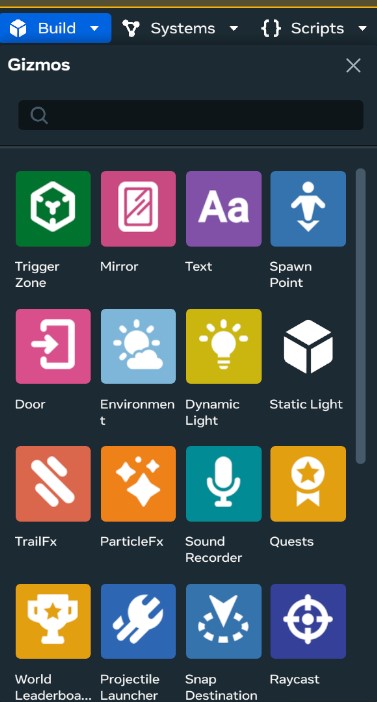 Build
Systems
Scripts
Gizmos
Trigger
Zone
Mirror
Aa
Text
Spawn
Point
Door
Environmen
t
Dynamic
Light
Static Light
TrailFx
ParticleFx
Sound
Recorder
Quests
World
Leaderboa...
Projectile
Launcher
Snap
Destination
Raycast